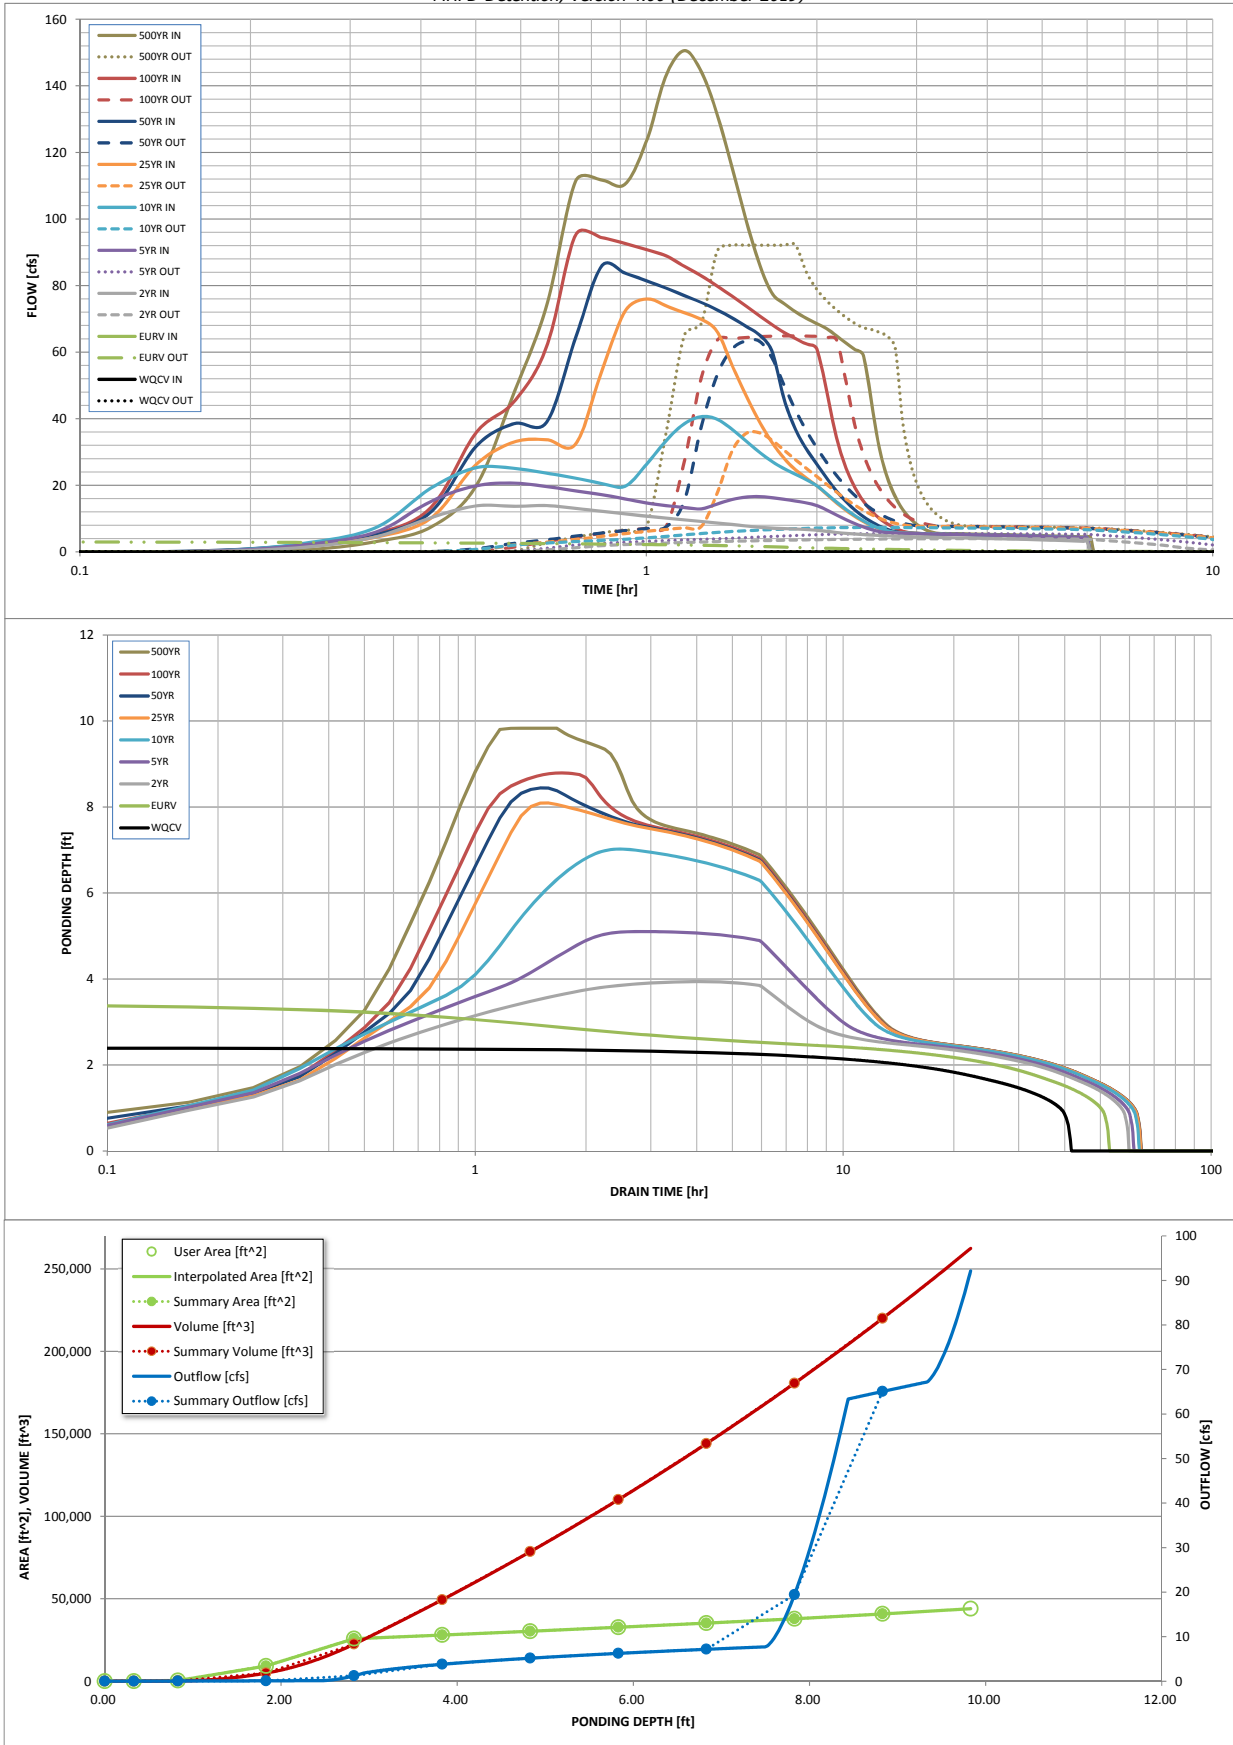 MHFD-Detention, Version 4.00 (December 2019)
160
140
120
100
80
60
40
20
0
FLOW [cfs]
500YR IN
500YR OUT
100YR IN
100YR OUT
50YR IN
50YR OUT
25YR IN
25YR OUT
10YR IN
10YR OUT
5YR IN
5YR OUT
2YR IN
2YR OUT
EURV IN
EURV OUT
WQCV IN
WQCV OUT
0.1 1 10
TIME [hr]
12
10
8
6
4
2
0
PONDING DEPTH [ft]
500YR
100YR
50YR
25YR
10YR
5YR
2YR
EURV
WQCV
0.1 1 10 100
DRAIN TIME [hr]
User Area [ft^2]
Interpolated Area [ft^2]
Summary Area [ft^2]
Volume [ft^3]
Summary Volume [ft^3]
Outflow [cfs]
Summary Outflow [cfs]
250,000
200,000
150,000
100,000
50,000
0
AREA [ft^2], VOLUME [ft^3]
100
90
80
70
60
50
40
30
20
10
0
OUTFLOW [cfs]
0.00 2.00 4.00 6.00 8.00 10.00 12.00
PONDING DEPTH [ft]